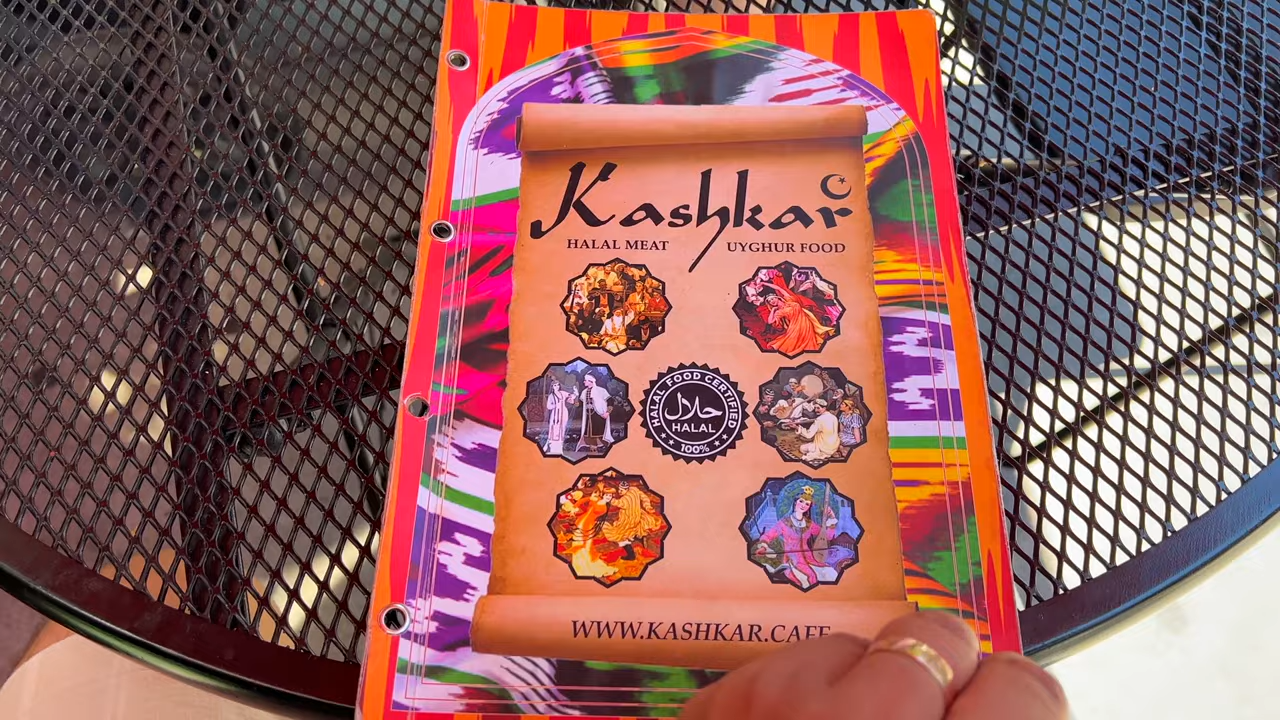 Kashkar
HALAL MEAT
UYGHUR FOOD
HALAL FOOD CERTIFIED
حلال
HALAL
100%
WWW.KASHKAR.CAFE